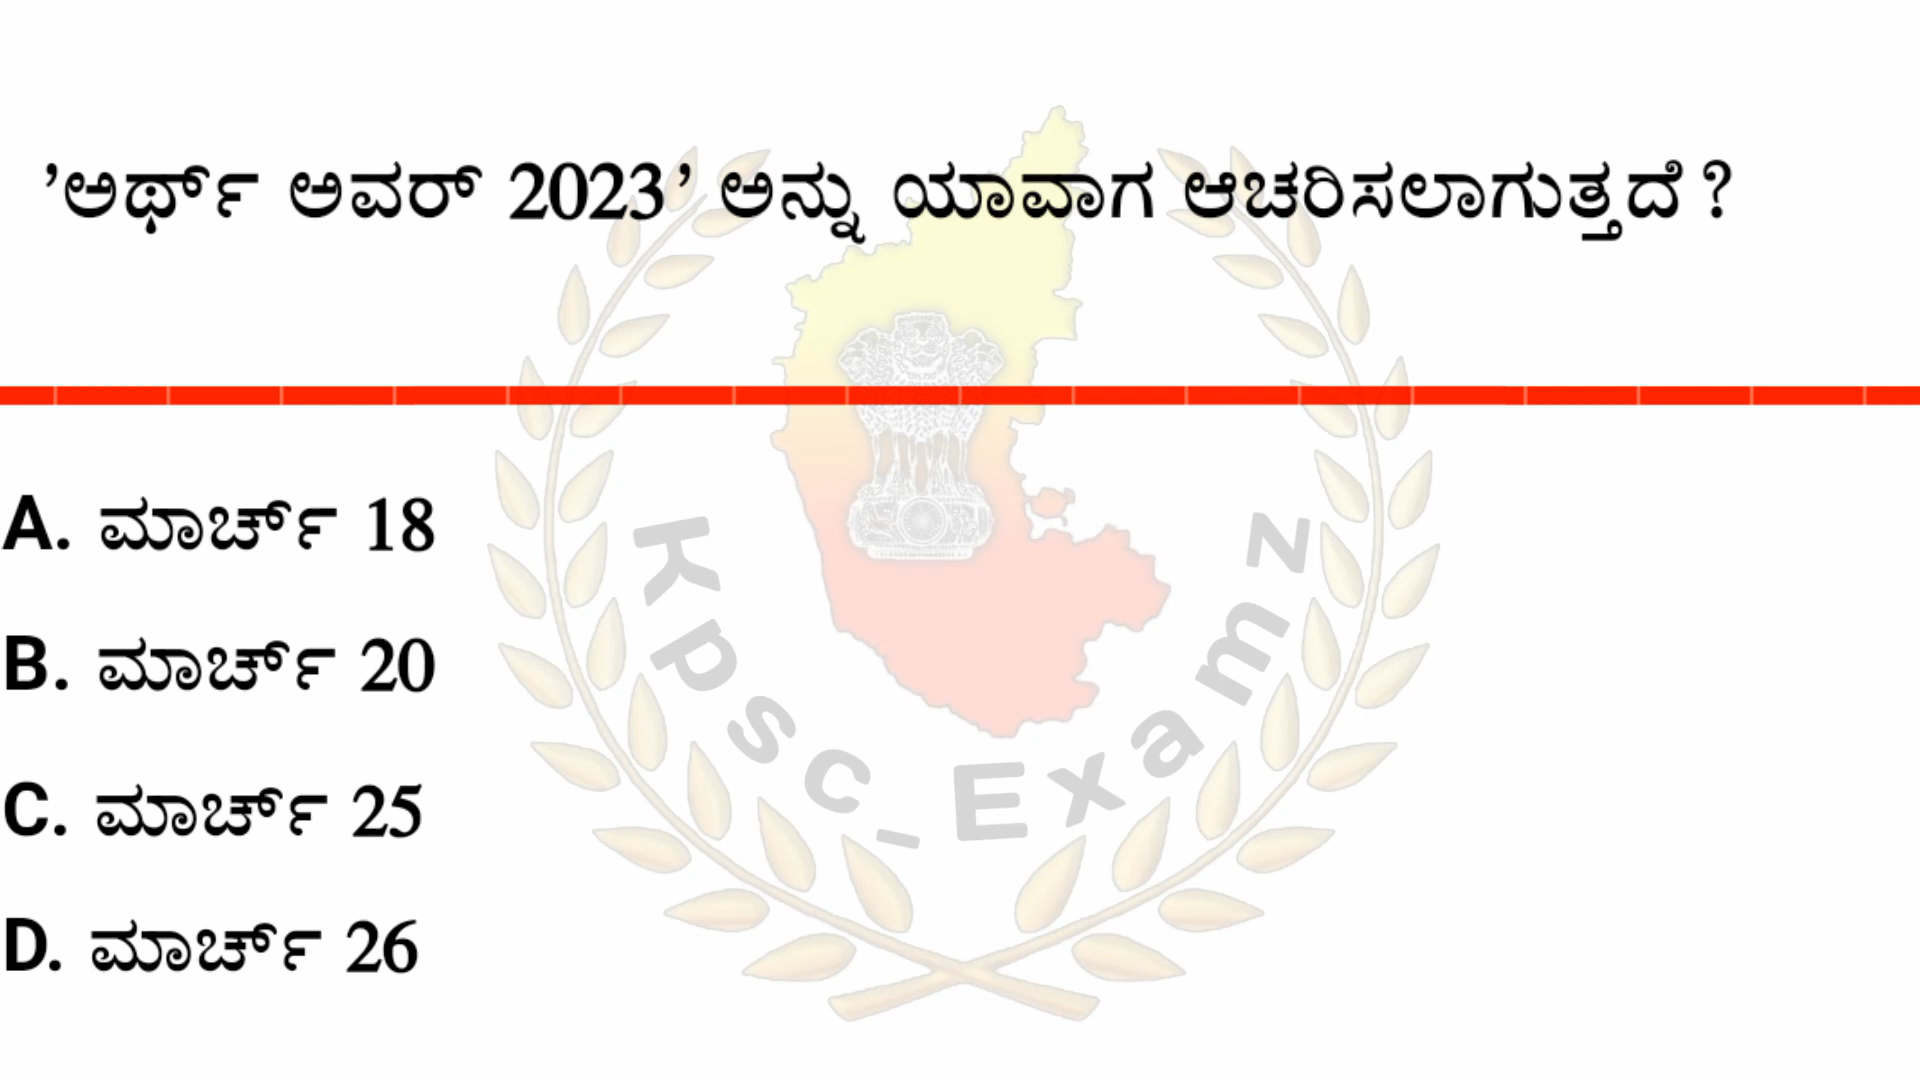 ’ಅರ್ಥ್ ಅವರ್ 2023’ ಅನ್ನು ಯಾವಾಗ ಆಚರಿಸಲಾಗುತ್ತದೆ ?
A. ಮಾರ್ಚ್ 18
B. ಮಾರ್ಚ್ 20
C. ಮಾರ್ಚ್ 25
D. ಮಾರ್ಚ್ 26
Kpsc_Examz